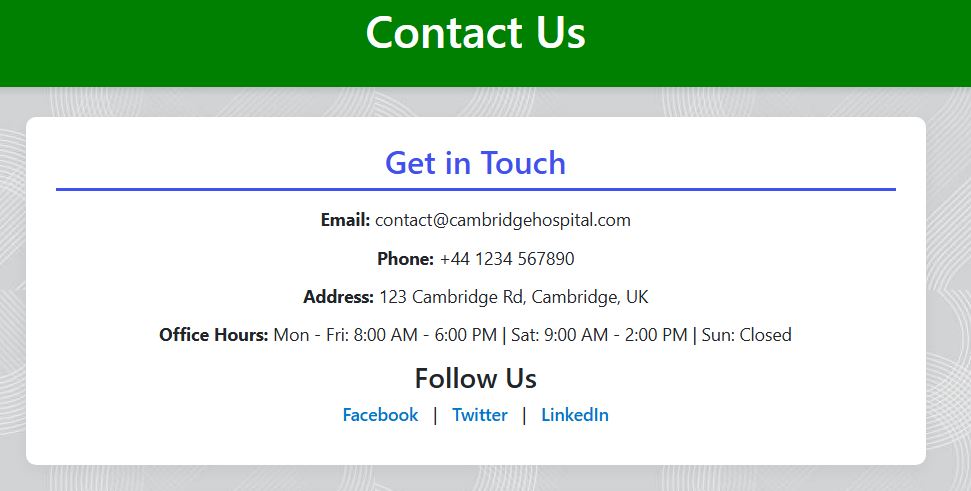 Contact Us
Get in Touch
Email: contact@cambridgehospital.com
Phone: +44 1234 567890
Address: 123 Cambridge Rd, Cambridge, UK
Office Hours: Mon - Fri: 8:00 AM - 6:00 PM | Sat: 9:00 AM - 2:00 PM | Sun: Closed
Follow Us
Facebook | Twitter | LinkedIn